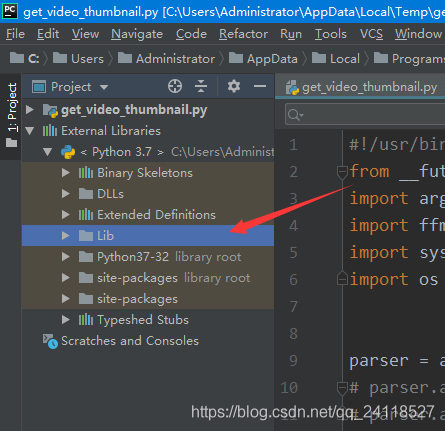 get_video_thumbnail.py [C:\Users\Administrator\AppData\Local\Temp\ge
File Edit View Navigate Code Refactor Run Tools VCS Window
C: Users Administrator AppData Local Programs
1: Project
Project
get_video_thumbnail.py
get_video_thumbnail.py
External Libraries
< Python 3.7 > C:\Users\Administ
Binary Skeletons
DLLs
Extended Definitions
Lib
Python37-32 library root
site-packages library root
site-packages
Typeshed Stubs
Scratches and Consoles
1 #!/usr/bin
2 from __fut
3 import arg
4 import ffm
5 import sys
6 import os
7
8
9 parser = a
10 # parser.a
11 # parser.a
https://blog.csdn.net/qq_24118527